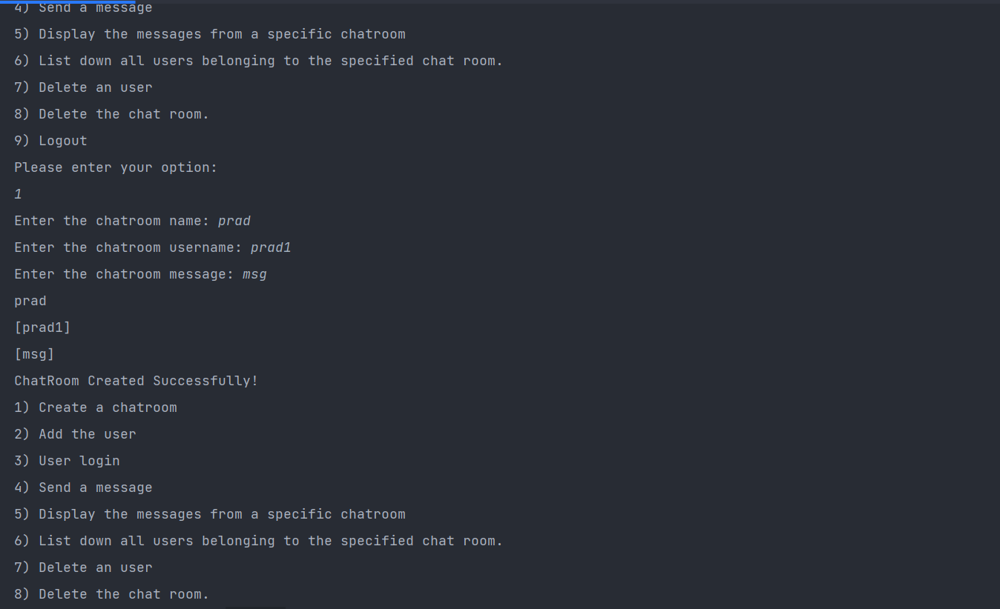 4) Send a message
5) Display the messages from a specific chatroom
6) List down all users belonging to the specified chat room.
7) Delete an user
8) Delete the chat room.
9) Logout
Please enter your option:
1
Enter the chatroom name: prad
Enter the chatroom username: prad1
Enter the chatroom message: msg
prad
[prad1]
[msg]
ChatRoom Created Successfully!
1) Create a chatroom
2) Add the user
3) User login
4) Send a message
5) Display the messages from a specific chatroom
6) List down all users belonging to the specified chat room.
7) Delete an user
8) Delete the chat room.